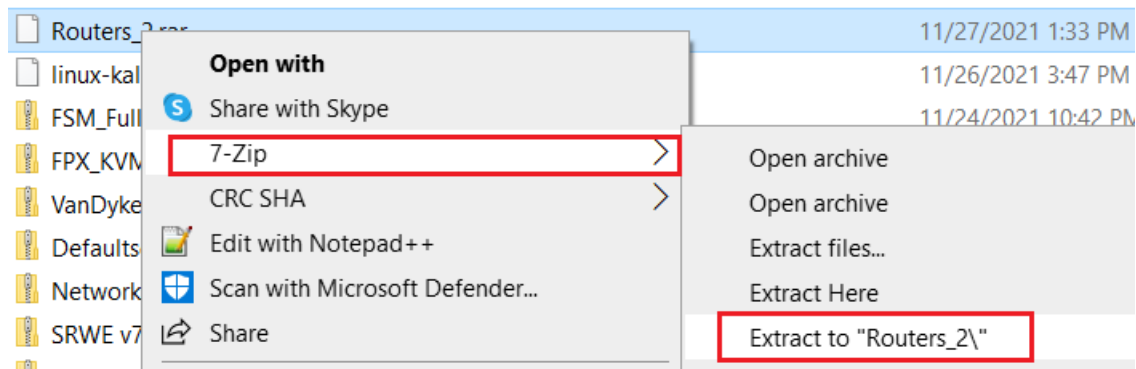 Routers_2.rar 11/27/2021 1:33 PM
linux-kal 11/26/2021 3:47 PM
FSM_Full 11/24/2021 10:42 PM
FPX_KVM
VanDyke
Defaults
Network
SRWE v7
Open with
Share with Skype
7-Zip
CRC SHA
Edit with Notepad++
Scan with Microsoft Defender...
Share
Open archive
Open archive
Extract files...
Extract Here
Extract to "Routers_2\"